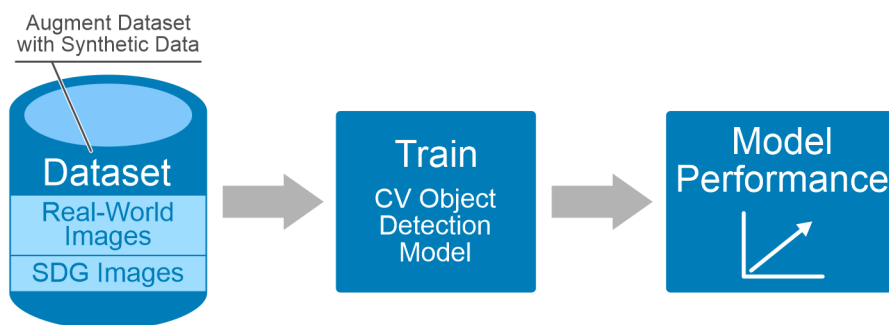 Augment Dataset
with Synthetic Data
Dataset
Real-World
Images
SDG Images
Train
CV Object
Detection
Model
Model
Performance